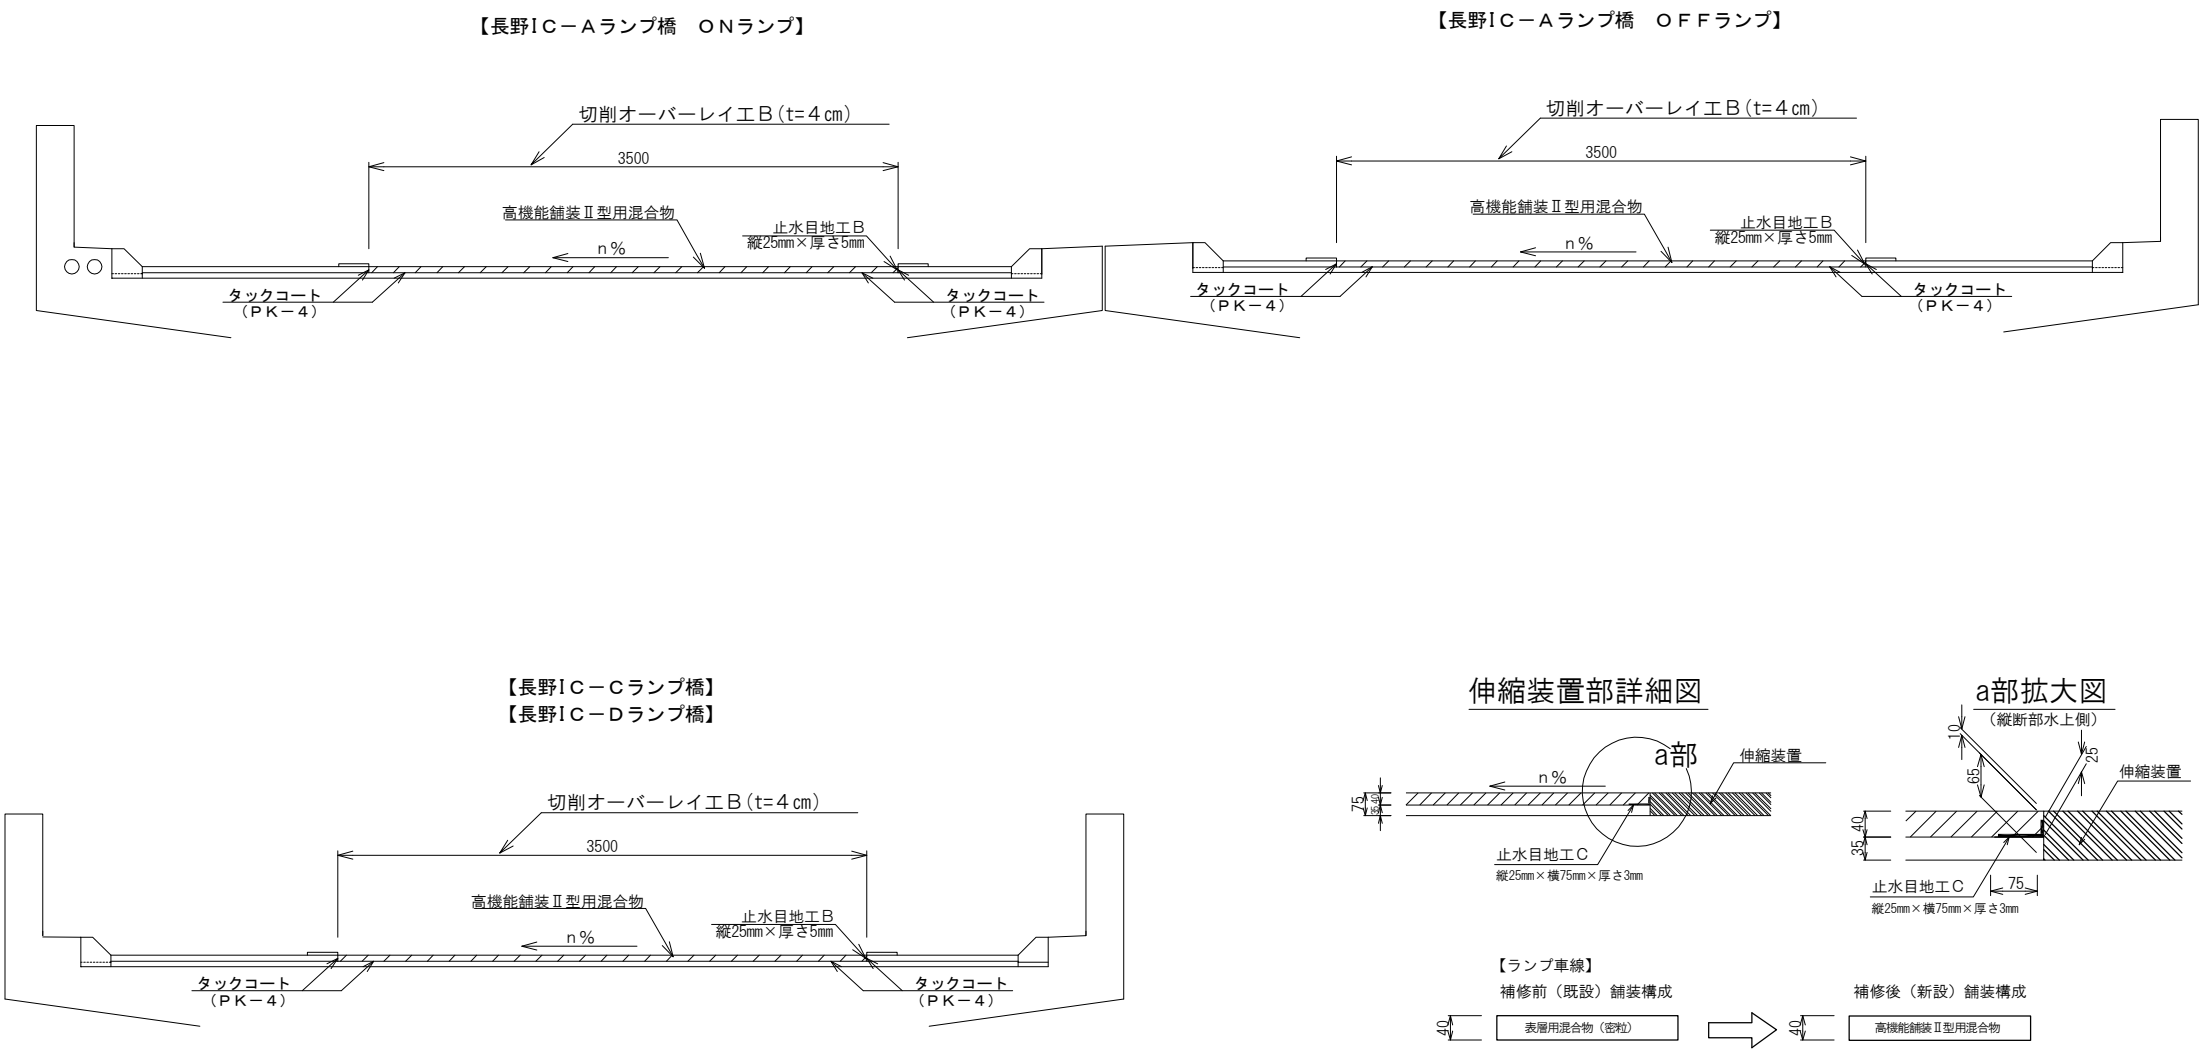 【長野IC－Aランプ橋　ONランプ】
切削オーバーレイ工B(t=4cm)
3500
高機能舗装Ⅱ型用混合物
止水目地工B
縦25mm×厚さ5mm
n%
タックコート
(PK－4)
タックコート
(PK－4)
【長野IC－Aランプ橋　OFFランプ】
切削オーバーレイ工B(t=4cm)
3500
高機能舗装Ⅱ型用混合物
止水目地工B
縦25mm×厚さ5mm
n%
タックコート
(PK－4)
タックコート
(PK－4)
【長野IC－Cランプ橋】
【長野IC－Dランプ橋】
切削オーバーレイ工B(t=4cm)
3500
高機能舗装Ⅱ型用混合物
止水目地工B
縦25mm×厚さ5mm
n%
タックコート
(PK－4)
タックコート
(PK－4)
伸縮装置部詳細図
a部
伸縮装置
n%
75
35
40
止水目地工C
縦25mm×横75mm×厚さ3mm
a部拡大図
(縦断部水上側)
10
65
25
伸縮装置
40
35
75
止水目地工C
縦25mm×横75mm×厚さ3mm
【ランプ車線】
補修前（既設）舗装構成
補修後（新設）舗装構成
40
表層用混合物（密粒）
40
高機能舗装Ⅱ型用混合物